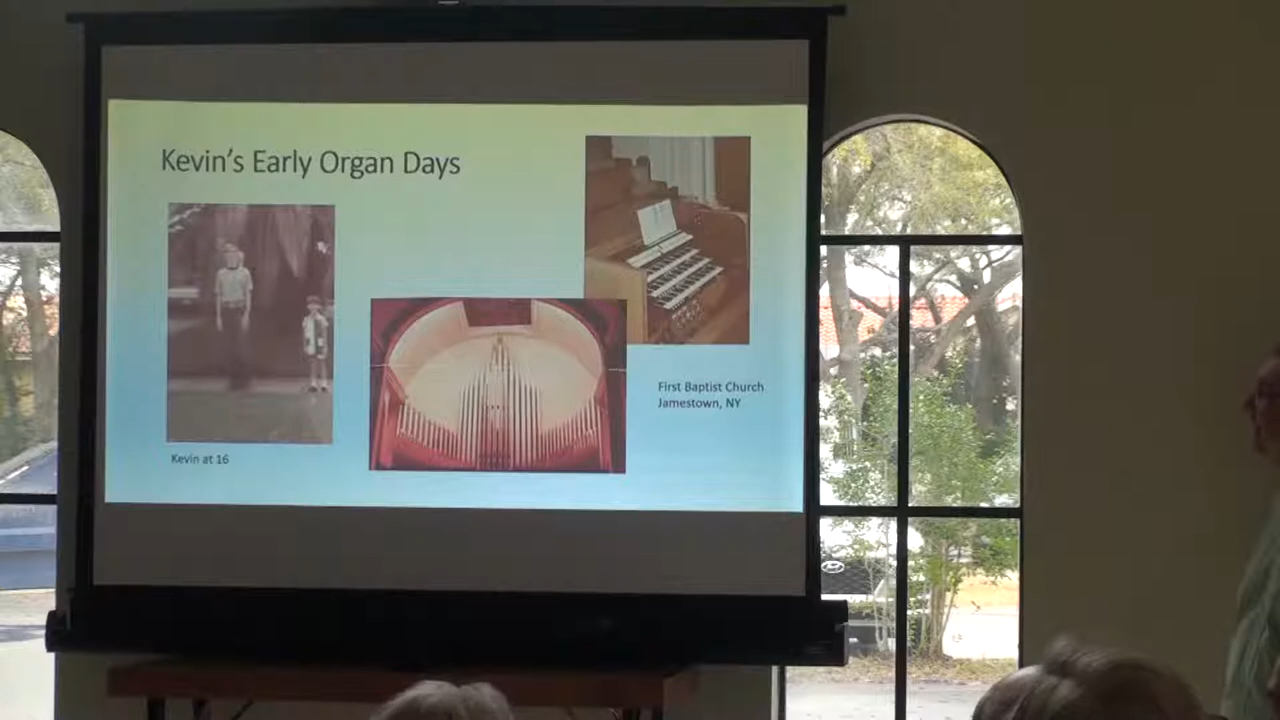 Kevin's Early Organ Days
First Baptist Church
Jamestown, NY
Kevin at 16